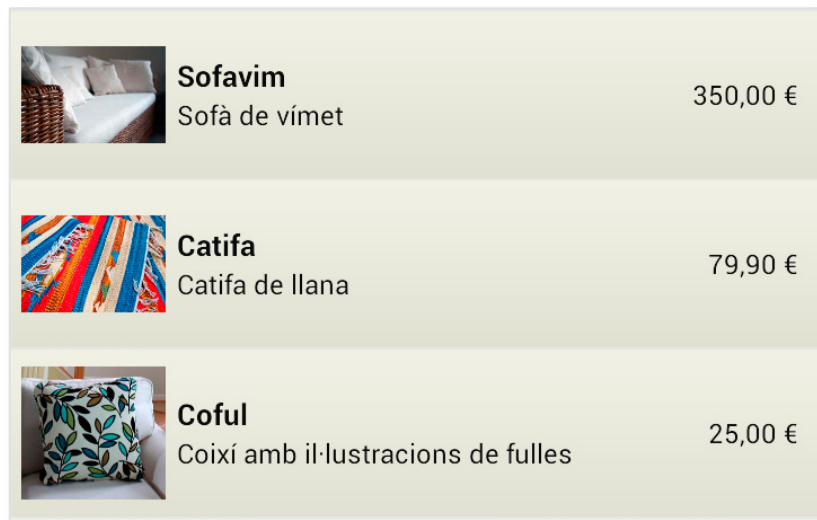 Sofavim
Sofà de vímet
350,00 €
Catifa
Catifa de llana
79,90 €
Coful
Coixí amb il·lustracions de fulles
25,00 €